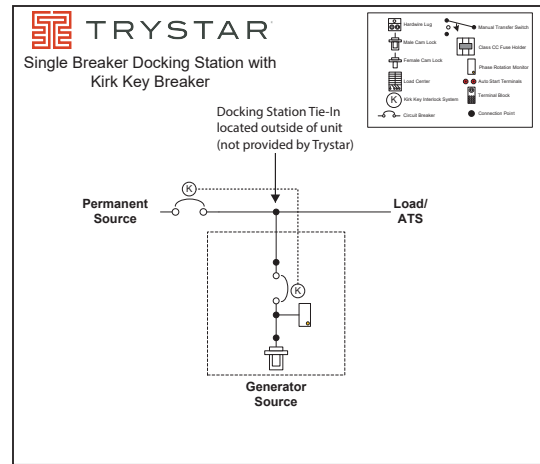 TRYSTAR
Single Breaker Docking Station with
Kirk Key Breaker
Hardwire Lug
Male Cam Lock
Female Cam Lock
Load Center
K
Kirk Key Interlock System
Circuit Breaker
Manual Transfer Switch
Class CC Fuse Holder
Phase Rotation Monitor
Auto Start Terminals
Terminal Block
Connection Point
Docking Station Tie-In
located outside of unit
(not provided by Trystar)
K
Permanent
Source
Load/
ATS
K
Generator
Source